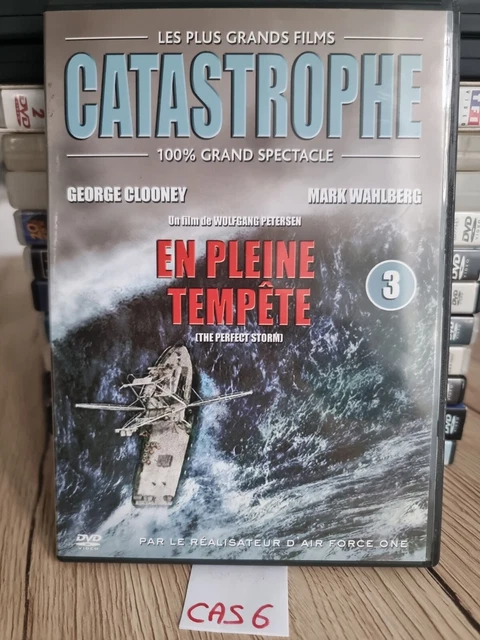 LES PLUS GRANDS FILMS
CATASTROPHE
100% GRAND SPECTACLE
GEORGE CLOONEY MARK WAHLBERG
Un film de WOLFGANG PETERSEN
EN PLEINE
TEMPÊTE
(THE PERFECT STORM)
3
DVD
VIDEO
PAR LE RÉALISATEUR D'AIR FORCE ONE
CAS 6